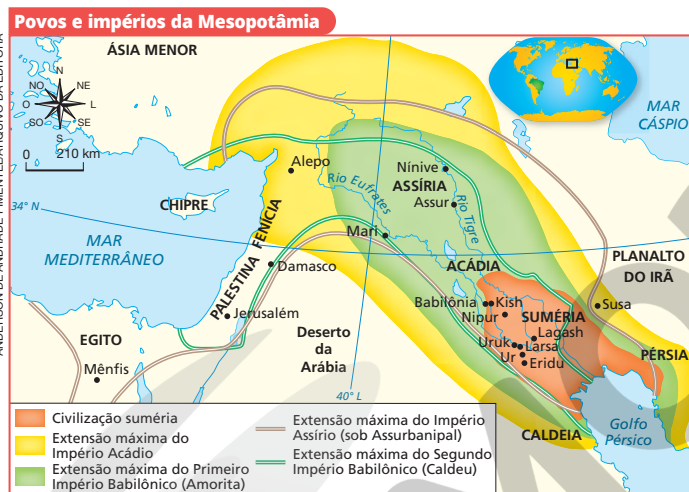 Povos e impérios da Mesopotâmia
ÁSIA MENOR
N
NO
NE
O
L
SO
SE
S
0 210 km
34° N
MAR
CÁSPIO
Alepo
Nínive
ASSÍRIA
Assur
Rio Eufrates
Rio Tigre
CHIPRE
FENÍCIA
PALESTINA
MAR
MEDITERRÂNEO
Mari
Damasco
ACÁDIA
PLANALTO
DO IRÃ
Jerusalém
Babilônia
Kish
Nipur
SUMÉRIA
Susa
Lagash
Uruk
Larsa
Ur
Eridu
EGITO
Mênfis
Deserto
da
Arábia
PÉRSIA
40° L
CALDEIA
Golfo
Pérsico
Civilização suméria
Extensão máxima do
Império Acádio
Extensão máxima do Primeiro
Império Babilônico (Amorita)
Extensão máxima do Império
Assírio (sob Assurbanipal)
Extensão máxima do Segundo
Império Babilônico (Caldeu)